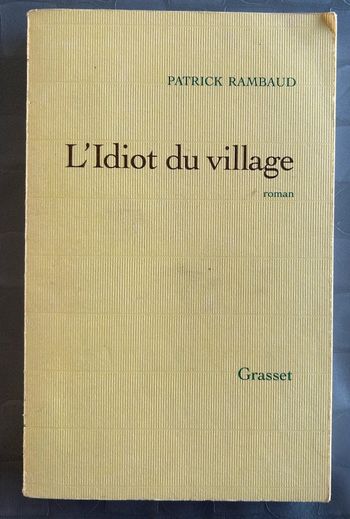 PATRICK RAMBAUD
L'Idiot du village
roman
Grasset